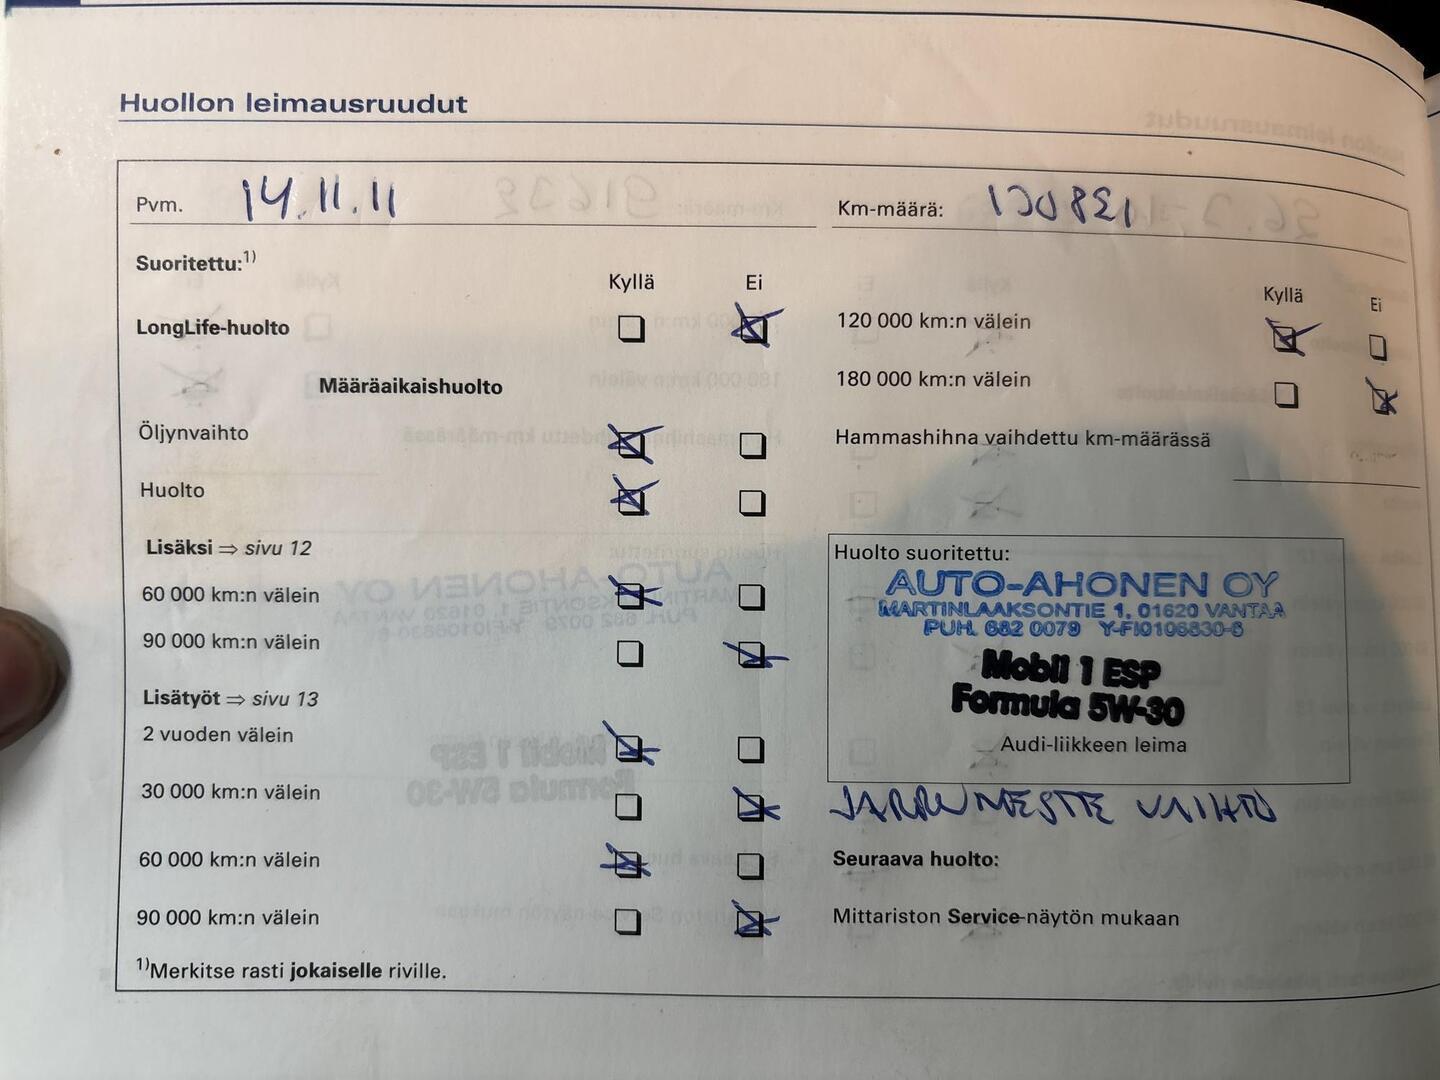 Huollon leimausruudut
Pvm. 14.11.11
Km-määrä:
Suoritettu:1)
Kyllä Ei
LongLife-huolto
Määräaikaishuolto
Öljynvaihto
Huolto
Lisäksi ⇒ sivu 12
60 000 km:n välein
90 000 km:n välein
Lisätyöt ⇒ sivu 13
2 vuoden välein
30 000 km:n välein
60 000 km:n välein
90 000 km:n välein
1)Merkitse rasti jokaiselle riville.
Kyllä Ei
120 000 km:n välein
180 000 km:n välein
Hammashihna vaihdettu km-määrässä
Huolto suoritettu:
AUTO-AHONEN OY
MARTINLAAKSONTIE 1, 01620 VANTAA
PUH. 682 0079 Y-FI0106830-6
Mobil 1 ESP
Formula 5W-30
Audi-liikkeen leima
JARRUNESTE VAIHTO
Seuraava huolto:
Mittariston Service-näytön mukaan